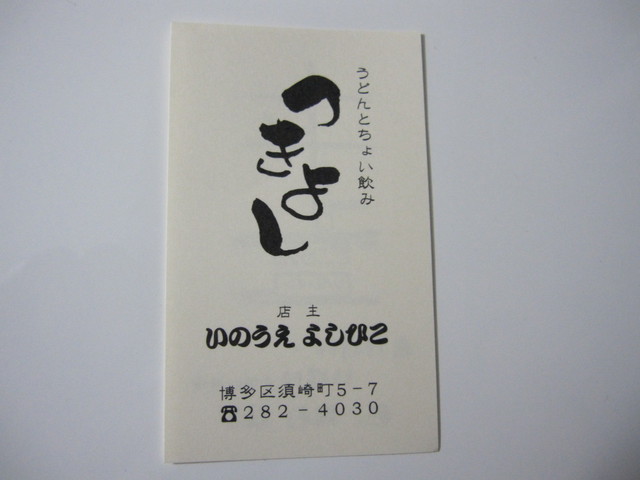 うどんとちょい飲み
つきよし
店主
いのうえ よしひこ
博多区須崎町5-7
☎282-4030